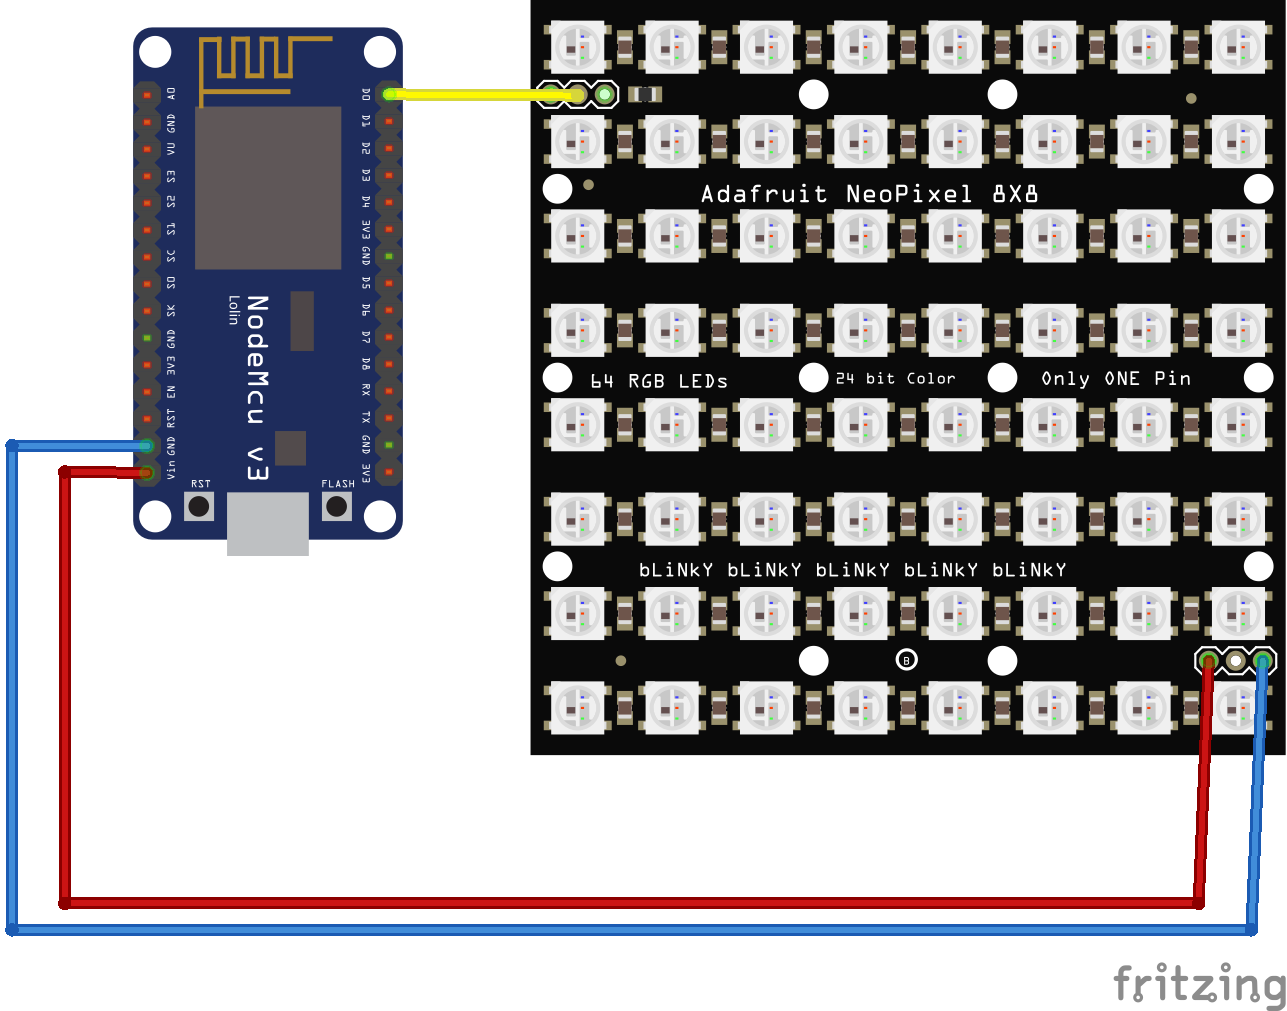 A0
GND
VU
S3
S2
S1
SC
S0
SK
GND
3V3
EN
RST
GND
Vin
D0
D1
D2
D3
D4
3V3
GND
D5
D6
D7
D8
RX
TX
GND
3V3
NodeMcu v3
Lolin
RST
FLASH
Adafruit NeoPixel 8X8
64 RGB LEDs
24 bit Color
Only ONE Pin
bLiNkY bLiNkY bLiNkY bLiNkY bLiNkY
B
fritzing